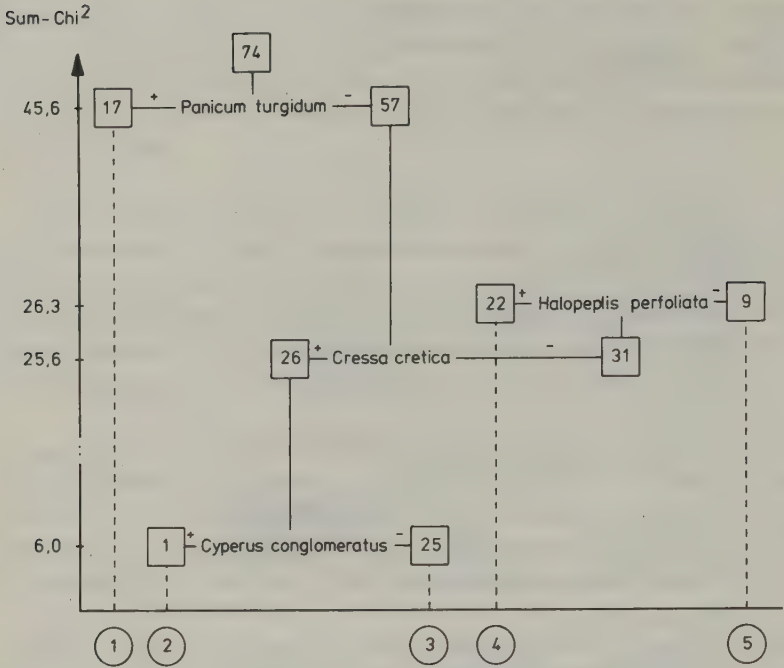 Sum-Chi²
74
45,6 17 + Panicum turgidum - 57
26,3 22 + Halopeplis perfoliata - 9
25,6 26 + Cressa cretica - 31
6,0 1 + Cyperus conglomeratus - 25
1 2 3 4 5